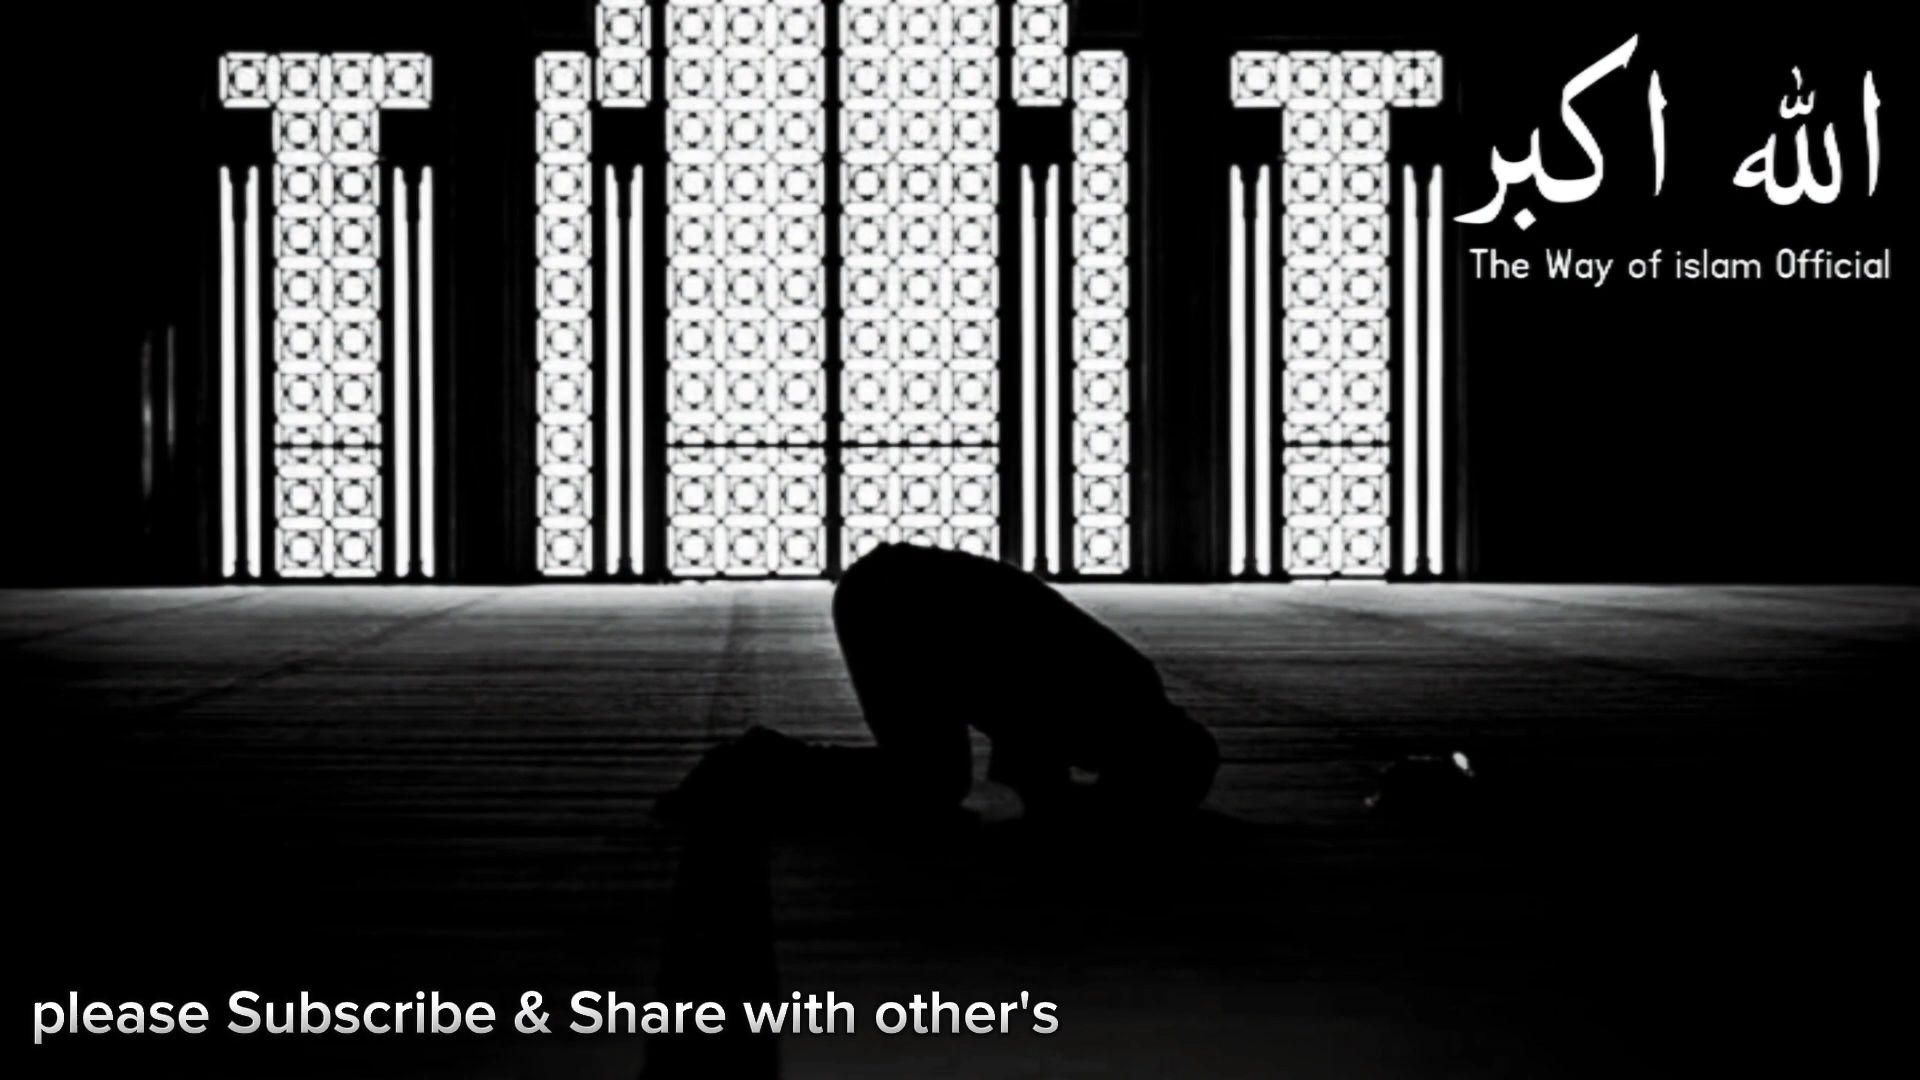 الله اكبر
The Way of islam Official
please Subscribe & Share with other's